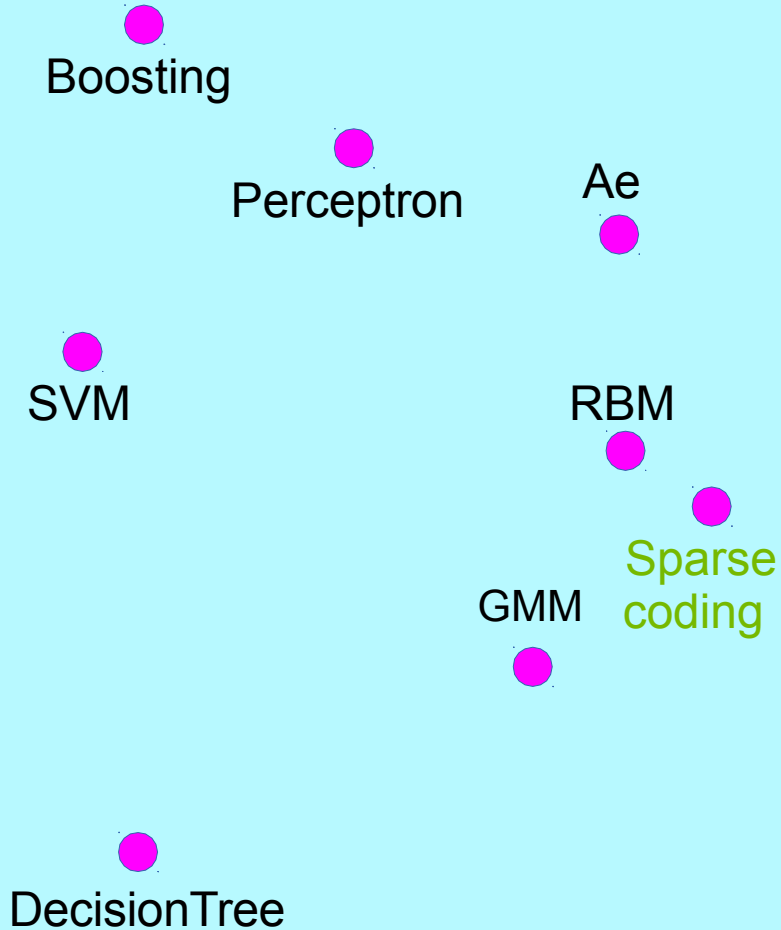 Boosting
Perceptron
Ae
SVM
RBM
Sparse
coding
GMM
DecisionTree